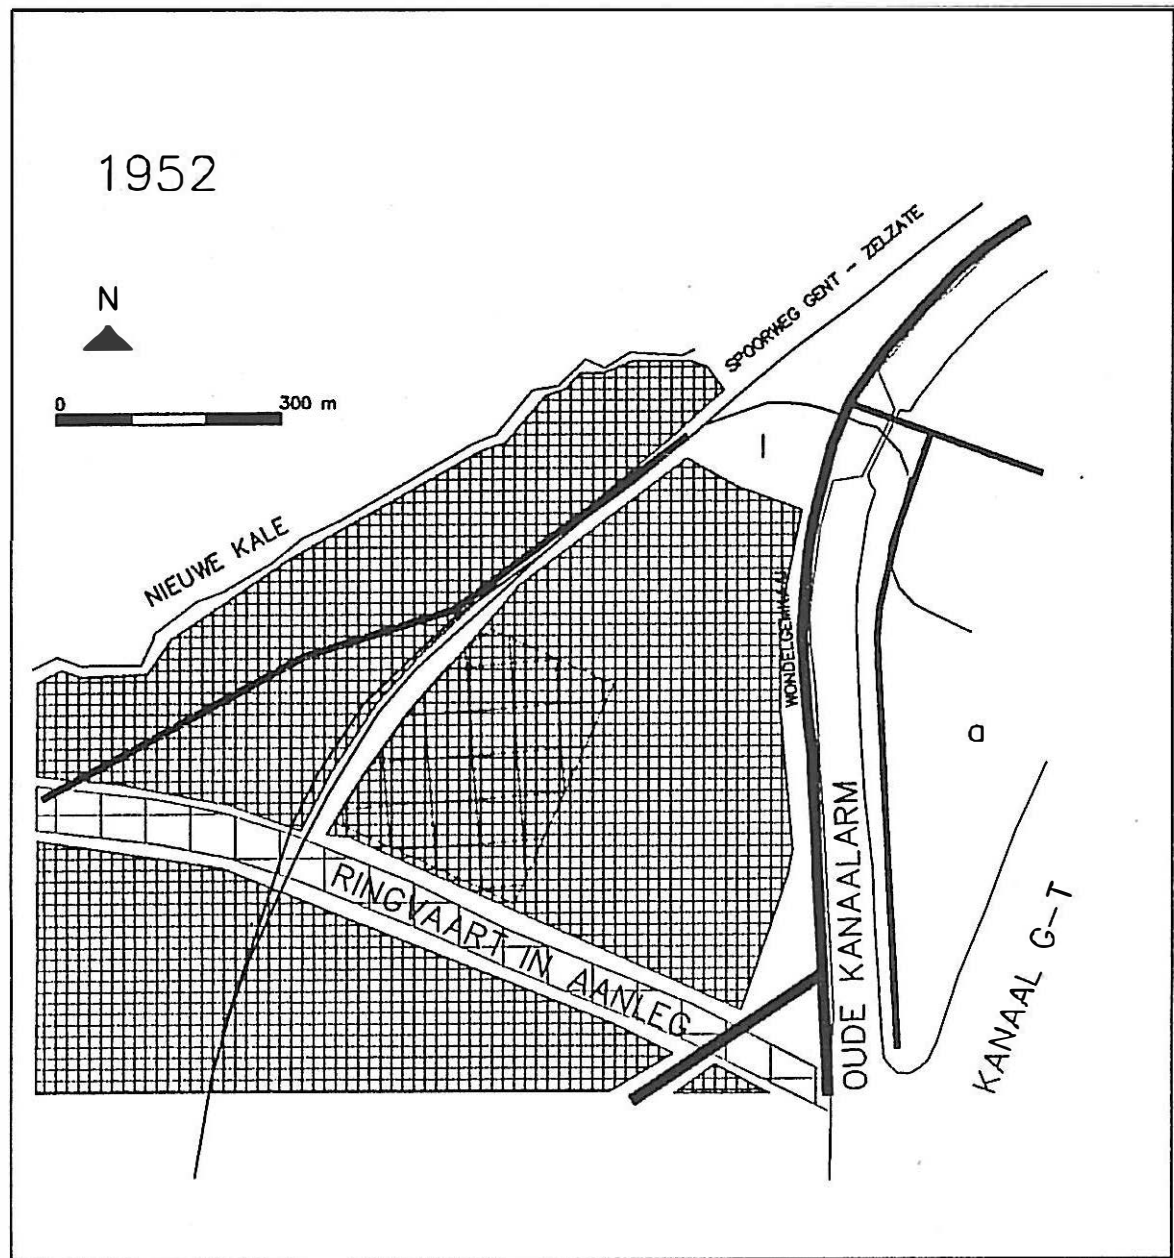 1952
N
0 300 m
SPOORWEG GENT - ZELZATE
l
NIEUWE KALE
WONDELGEMKAAI
a
RINGVAART IN AANLEG
OUDE KANAALARM
KANAAL G-T